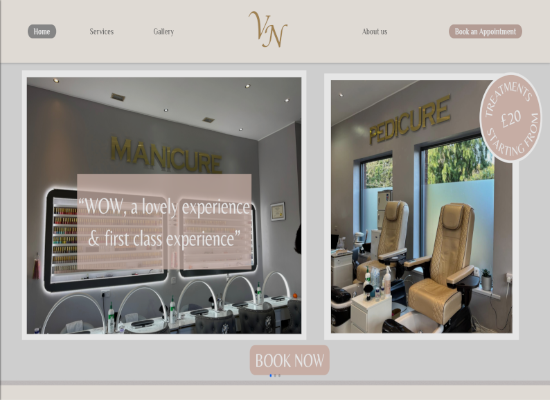 Home
Services
Gallery
VN
About us
Book an Appointment
MANICURE
"WOW, a lovely experience
& first class experience"
PEDICURE
TREATMENTS
£20
STARTING FROM
BOOK NOW